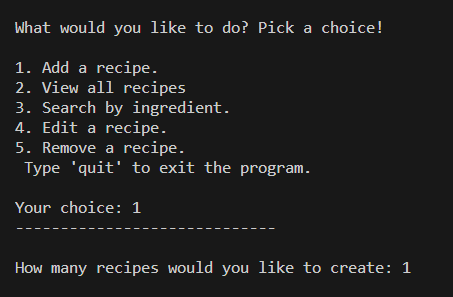 What would you like to do? Pick a choice!
1. Add a recipe.
2. View all recipes
3. Search by ingredient.
4. Edit a recipe.
5. Remove a recipe.
Type 'quit' to exit the program.
Your choice: 1
-----------------------------
How many recipes would you like to create: 1